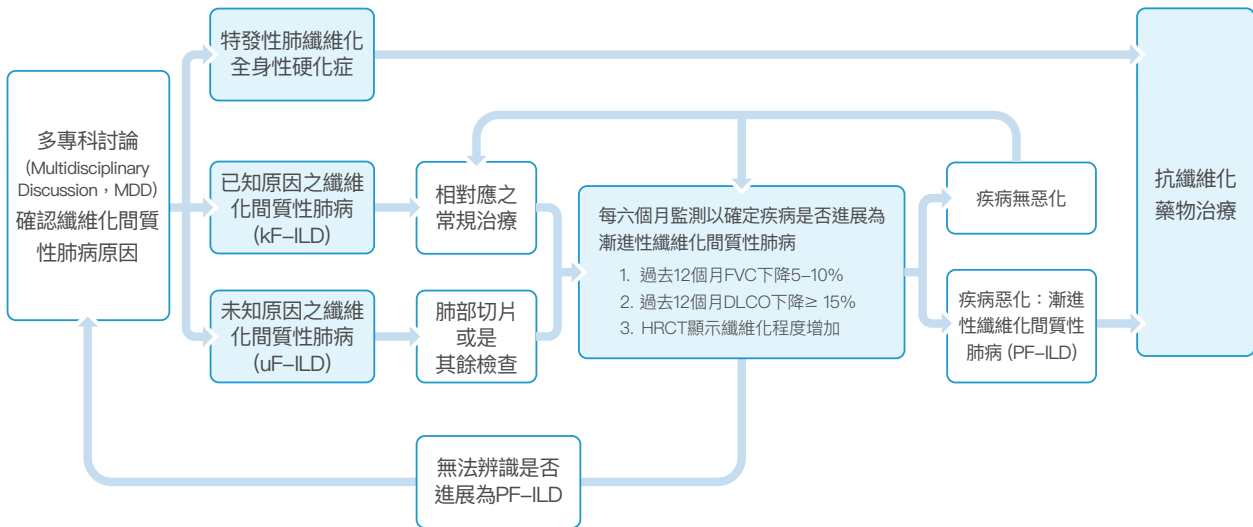 多專科討論
(Multidisciplinary
Discussion，MDD)
確認纖維化間質
性肺病原因
特發性肺纖維化
全身性硬化症
已知原因之纖維
化間質性肺病
(kF-ILD)
未知原因之纖維
化間質性肺病
(uF-ILD)
相對應之
常規治療
肺部切片
或是
其餘檢查
每六個月監測以確定疾病是否進展為
漸進性纖維化間質性肺病
1. 過去12個月FVC下降5-10%
2. 過去12個月DLCO下降≥ 15%
3. HRCT顯示纖維化程度增加
疾病無惡化
疾病惡化：漸進
性纖維化間質性
肺病 (PF-ILD)
抗纖維化
藥物治療
無法辨識是否
進展為PF-ILD